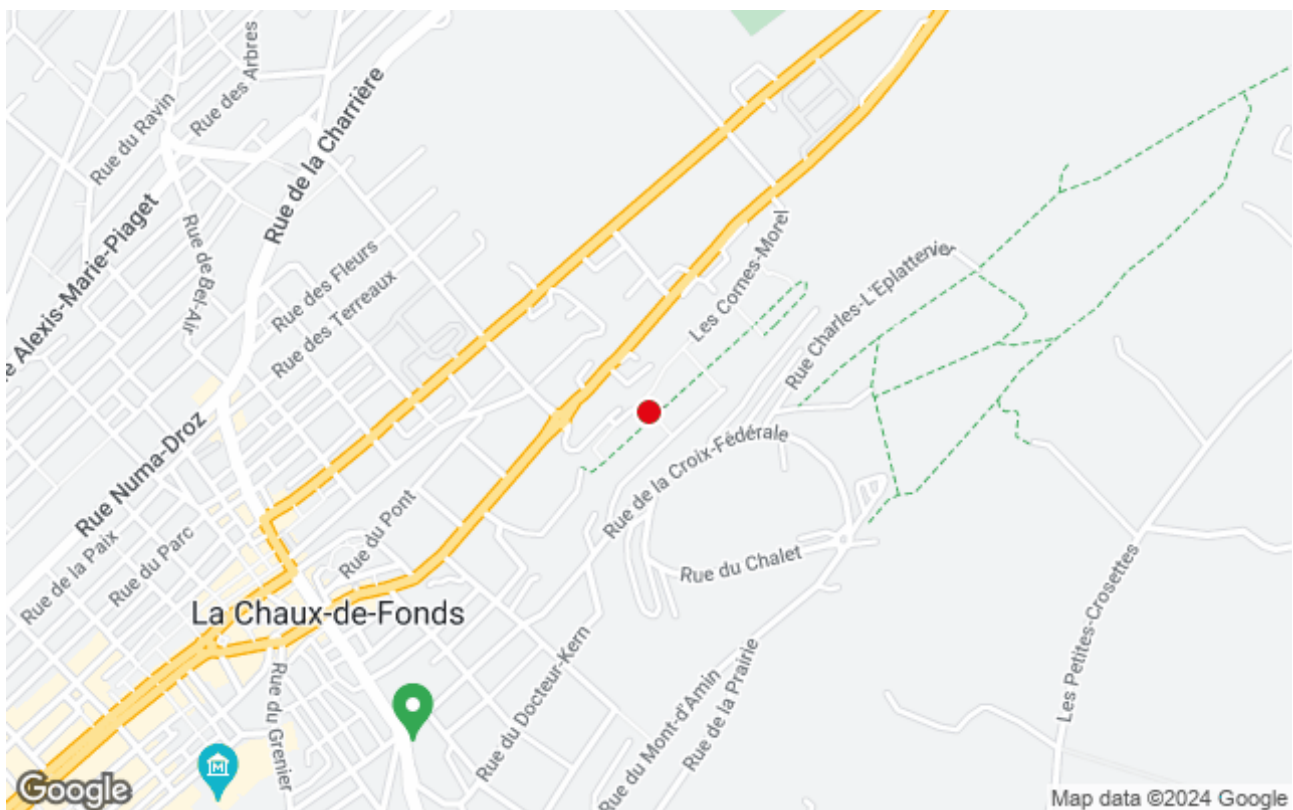 Rue des Arbres
Rue du Ravin
Rue de la Charrière
Alexis-Marie-Piaget
Rue de Bel-Air
Rue des Fleurs
Rue des Terreaux
Les Cornes-Morel
Rue Charles-L'Eplattenier
Rue Numa-Droz
Rue de la Croix-Fédérale
Rue de la Paix
Rue du Parc
Rue du Pont
Rue du Chalet
La Chaux-de-Fonds
Les Petites-Crosettes
Rue du Grenier
Rue du Docteur-Kern
Rue du Mont-d'Amin
Rue de la Prairie
M
Google
Map data ©2024 Google